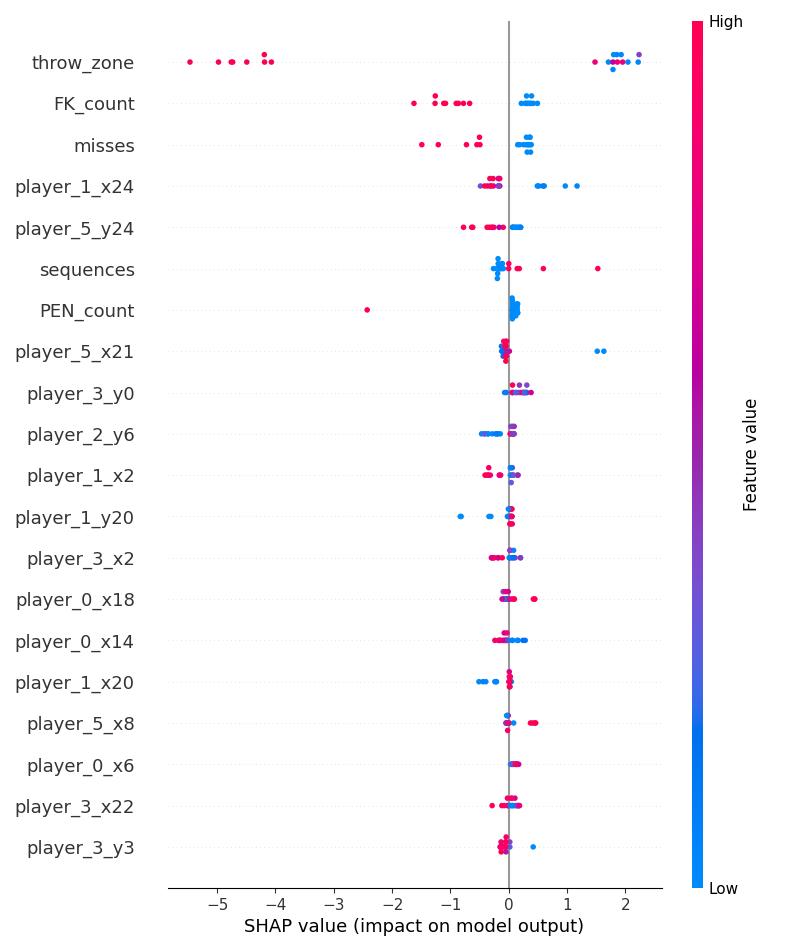 High
throw_zone
FK_count
misses
player_1_x24
player_5_y24
sequences
PEN_count
player_5_x21
player_3_y0
player_2_y6
player_1_x2
player_1_y20
player_3_x2
player_0_x18
player_0_x14
player_1_x20
player_5_x8
player_0_x6
player_3_x22
player_3_y3
Feature value
Low
−5 −4 −3 −2 −1 0 1 2
SHAP value (impact on model output)